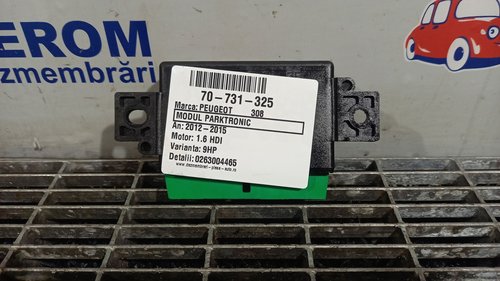 EROM
ezmembrări
70-731-325
Marca: PEUGEOT 308
MODUL PARKTRONIC
An: 2012-2015
Motor: 1.6 HDI
Varianta: 9HP
Detalii: 0263004465